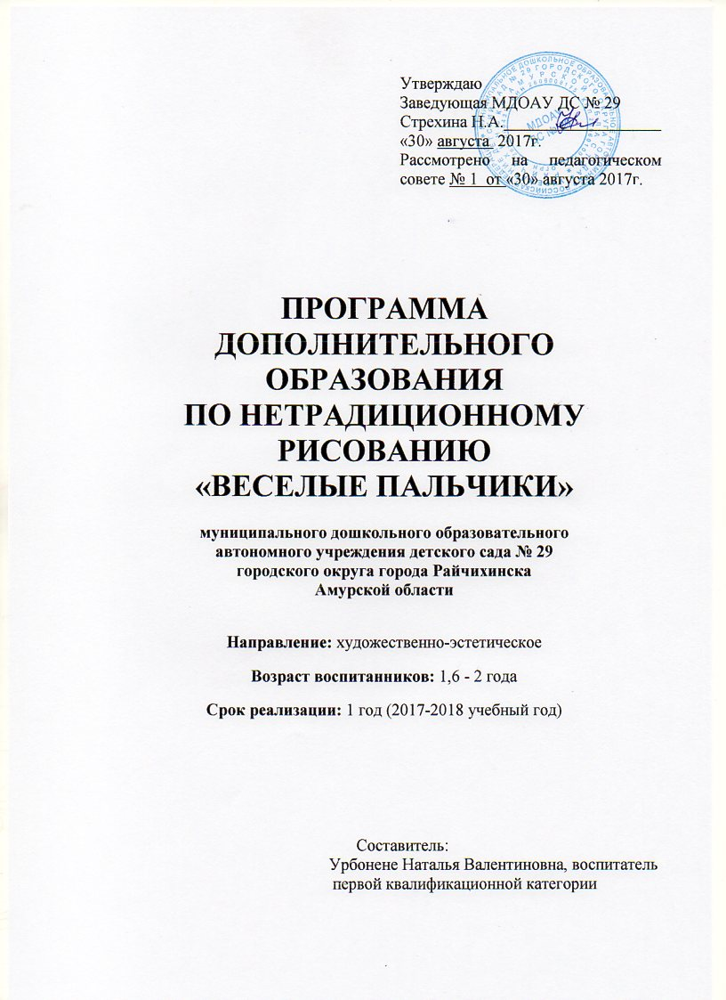 Утверждаю
Заведующая МДОАУ ДС № 29
Стрехина Н.А.
«30» августа 2017г.
Рассмотрено на педагогическом
совете № 1 от «30» августа 2017г.
МДОАУ
ДС №
ПРОГРАММА
ДОПОЛНИТЕЛЬНОГО
ОБРАЗОВАНИЯ
ПО НЕТРАДИЦИОННОМУ
РИСОВАНИЮ
«ВЕСЕЛЫЕ ПАЛЬЧИКИ»
муниципального дошкольного образовательного
автономного учреждения детского сада № 29
городского округа города Райчихинска
Амурской области
Направление: художественно-эстетическое
Возраст воспитанников: 1,6 - 2 года
Срок реализации: 1 год (2017-2018 учебный год)
Составитель:
Урбонене Наталья Валентиновна, воспитатель
первой квалификационной категории